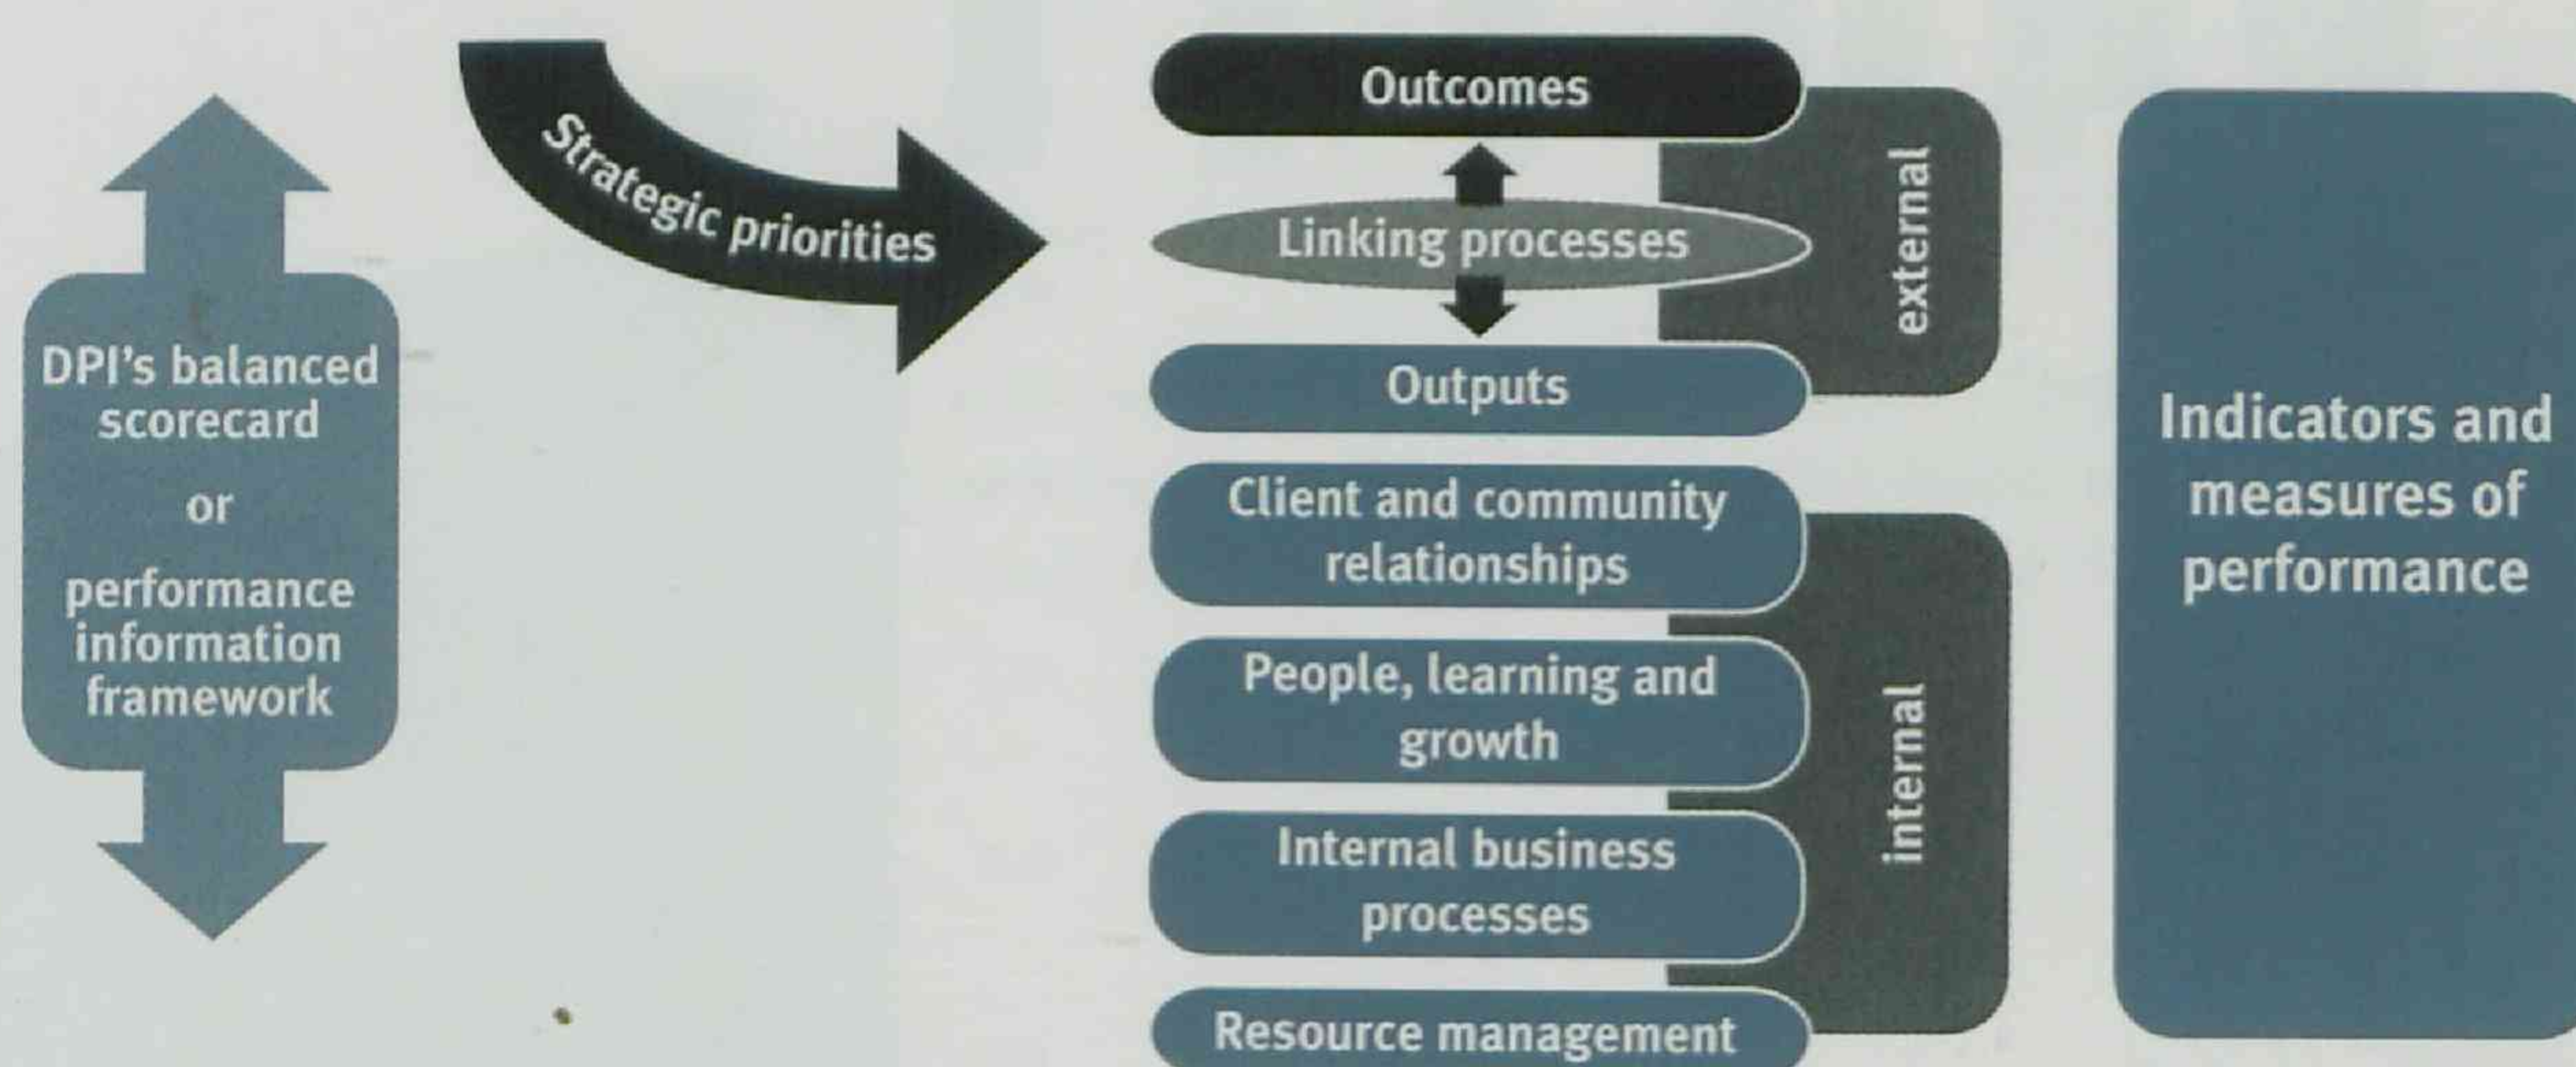 DPI's balanced
scorecard
or
performance
information
framework
Strategic priorities
Outcomes
Linking processes
Outputs
Client and community
relationships
People, learning and
growth
Internal business
processes
Resource management
external
internal
Indicators and
measures of
performance